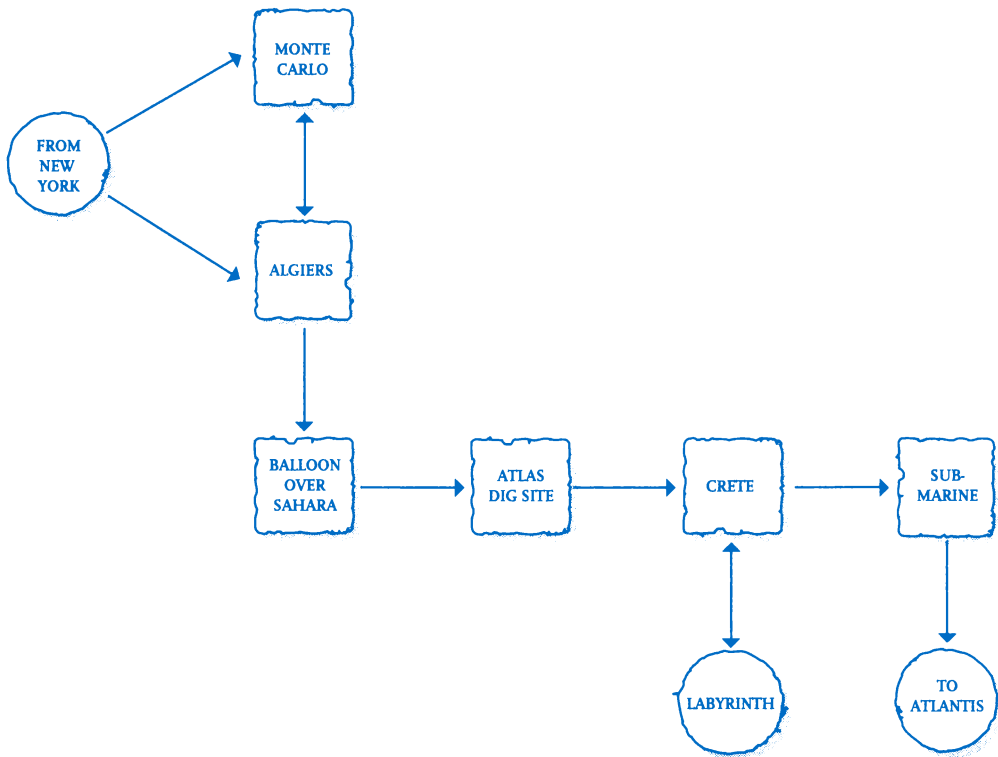 MONTE
CARLO
FROM
NEW
YORK
ALGIERS
BALLOON
OVER
SAHARA
ATLAS
DIG SITE
CRETE
SUB-
MARINE
LABYRINTH
TO
ATLANTIS